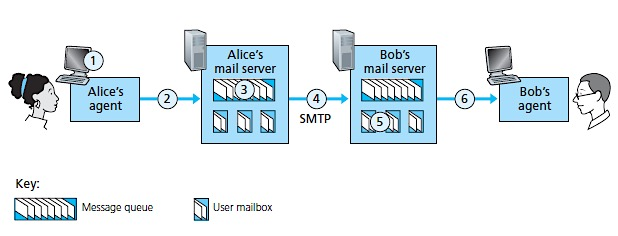 1
Alice's
agent
2
Alice's
mail server
3
4
SMTP
Bob's
mail server
5
6
Bob's
agent
Key:
Message queue
User mailbox